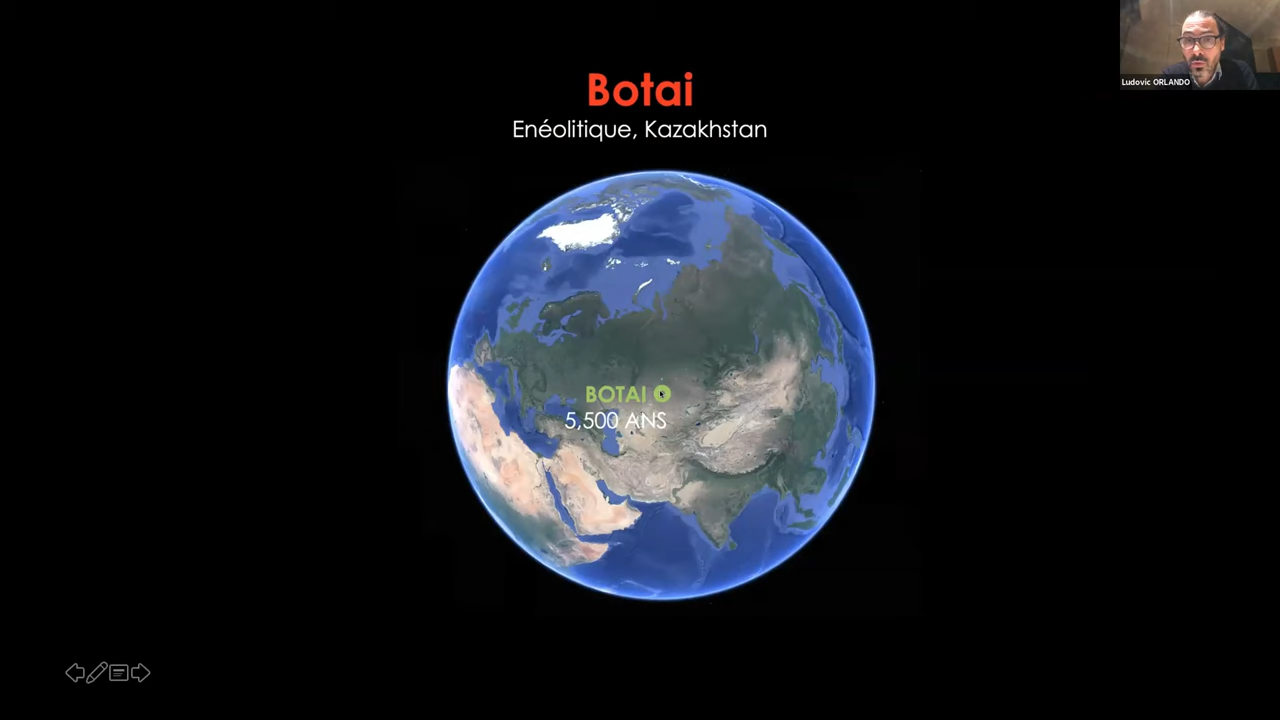 Botai
Enéolitique, Kazakhstan
BOTAI
5,500 ANS
Ludovic ORLANDO